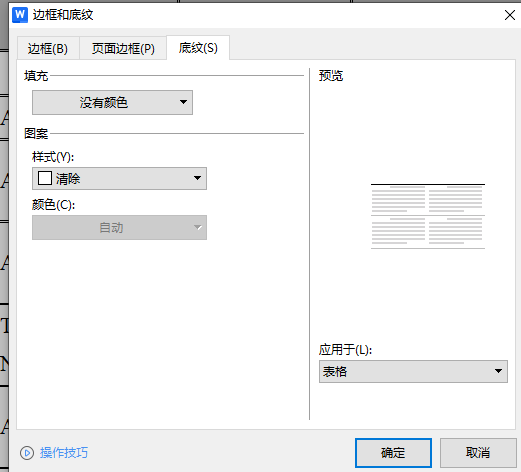 W 边框和底纹
边框(B) 页面边框(P) 底纹(S)
填充
没有颜色
图案
样式(Y):
清除
颜色(C):
自动
预览
应用于(L):
表格
操作技巧
确定 取消
A
A
A
T
N
A